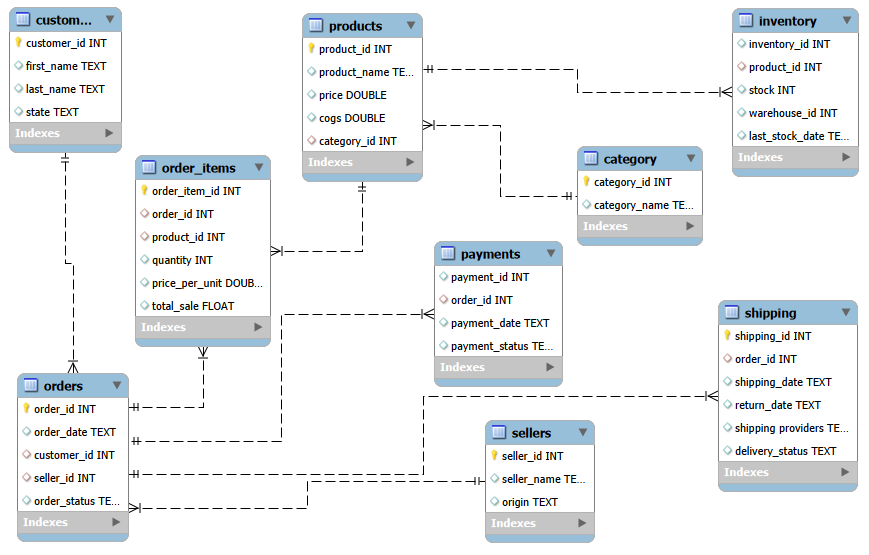 custom...
customer_id INT
first_name TEXT
last_name TEXT
state TEXT
Indexes
products
product_id INT
product_name TE...
price DOUBLE
cogs DOUBLE
category_id INT
Indexes
inventory
inventory_id INT
product_id INT
stock INT
warehouse_id INT
last_stock_date TE...
Indexes
order_items
order_item_id INT
order_id INT
product_id INT
quantity INT
price_per_unit DOUB...
total_sale FLOAT
Indexes
category
category_id INT
category_name TE...
Indexes
payments
payment_id INT
order_id INT
payment_date TEXT
payment_status TE...
Indexes
shipping
shipping_id INT
order_id INT
shipping_date TEXT
return_date TEXT
shipping providers TE...
delivery_status TEXT
Indexes
orders
order_id INT
order_date TEXT
customer_id INT
seller_id INT
order_status TE...
Indexes
sellers
seller_id INT
seller_name TE...
origin TEXT
Indexes